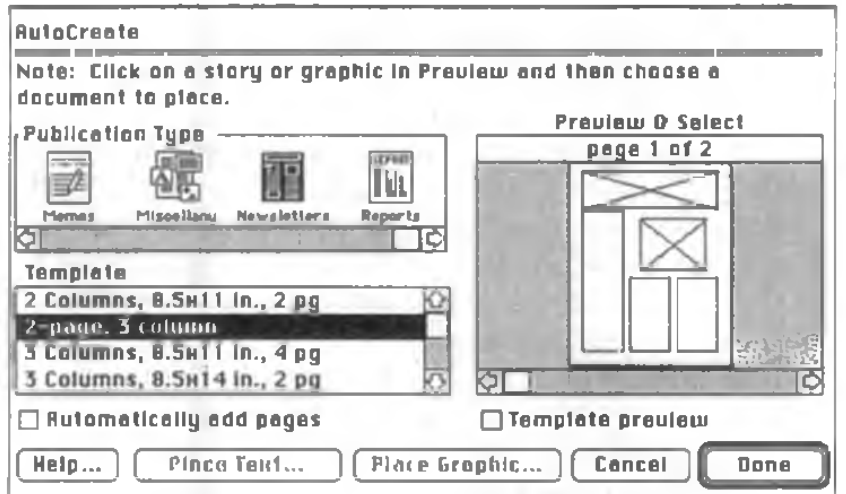 AutoCreate
Note: Click on a story or graphic in Preview and then choose a
document to place.
Publication Type
Preview & Select
page 1 of 2
Memos Miscellany Newsletters Reports
Template
2 Columns, 8.5x11 in., 2 pg
2-page, 3 column
3 Columns, 8.5x11 in., 4 pg
3 Columns, 8.5x14 in., 2 pg
Automatically add pages
Template preview
Help... Place Text... Place Graphic... Cancel Done